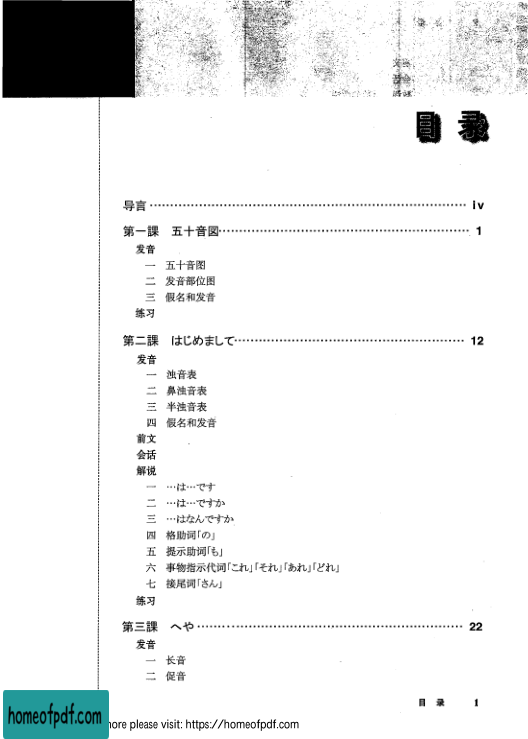 目 录
导言 iv
第一課 五十音図 1
发音
一 五十音图
二 发音部位图
三 假名和发音
练习
第二課 はじめまして 12
发音
一 浊音表
二 鼻浊音表
三 半浊音表
四 假名和发音
前文
会话
解说
一 …は…です
二 …は…ですか
三 …はなんですか
四 格助词「の」
五 提示助词「も」
六 事物指示代词「これ」「それ」「あれ」「どれ」
七 接尾词「さん」
练习
第三課 へや 22
发音
一 长音
二 促音
目 录 1
homeofpdf.com
more please visit: https://homeofpdf.com